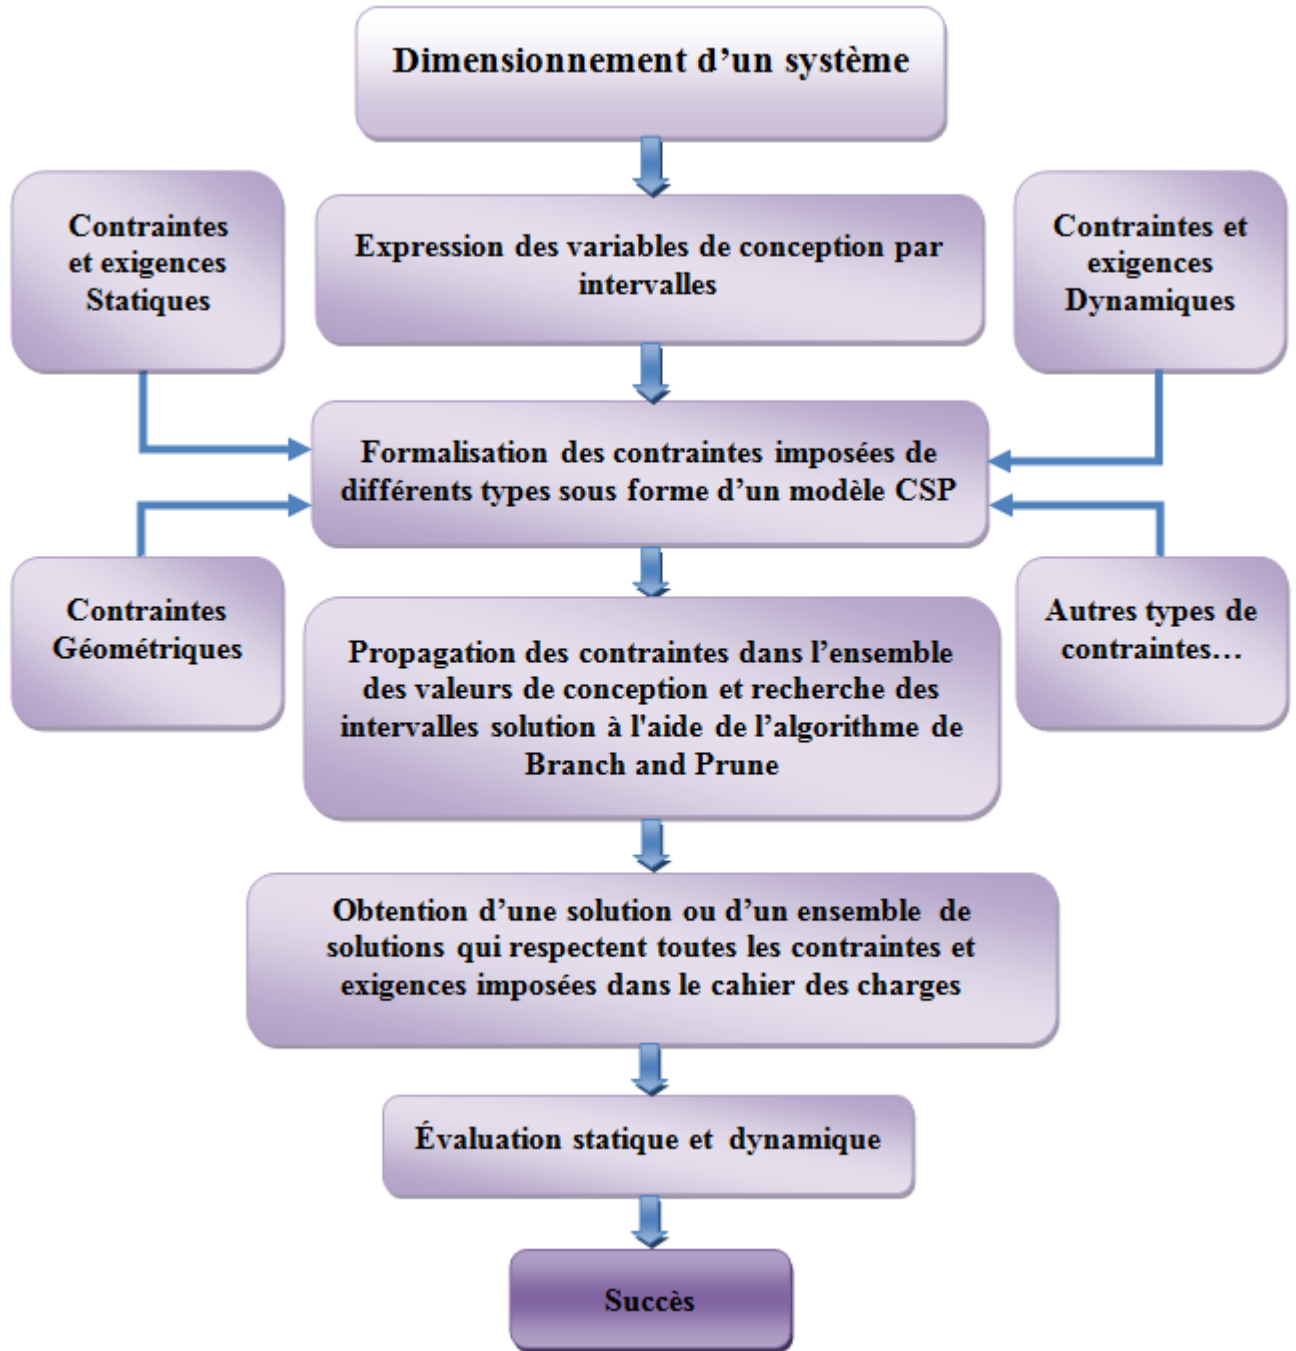 Dimensionnement d’un système
Contraintes
et exigences
Statiques
Expression des variables de conception par
intervalles
Contraintes et
exigences
Dynamiques
Formalisation des contraintes imposées de
différents types sous forme d’un modèle CSP
Contraintes
Géométriques
Autres types de
contraintes…
Propagation des contraintes dans l’ensemble
des valeurs de conception et recherche des
intervalles solution à l'aide de l’algorithme de
Branch and Prune
Obtention d’une solution ou d’un ensemble de
solutions qui respectent toutes les contraintes et
exigences imposées dans le cahier des charges
Évaluation statique et dynamique
Succès